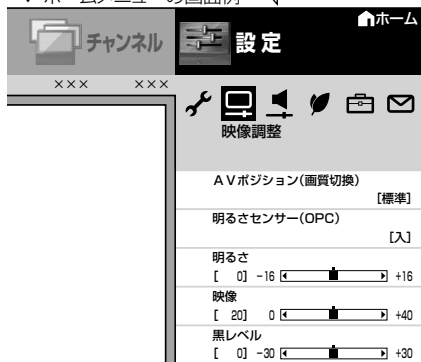 ホームメニューの画面例
ホーム
チャンネル
設定
××× ×××
映像調整
AVポジション(画質切換)
[標準]
明るさセンサー(OPC)
[入]
明るさ
[ 0] -16 +16
映像
[ 20] 0 +40
黒レベル
[ 0] -30 +30